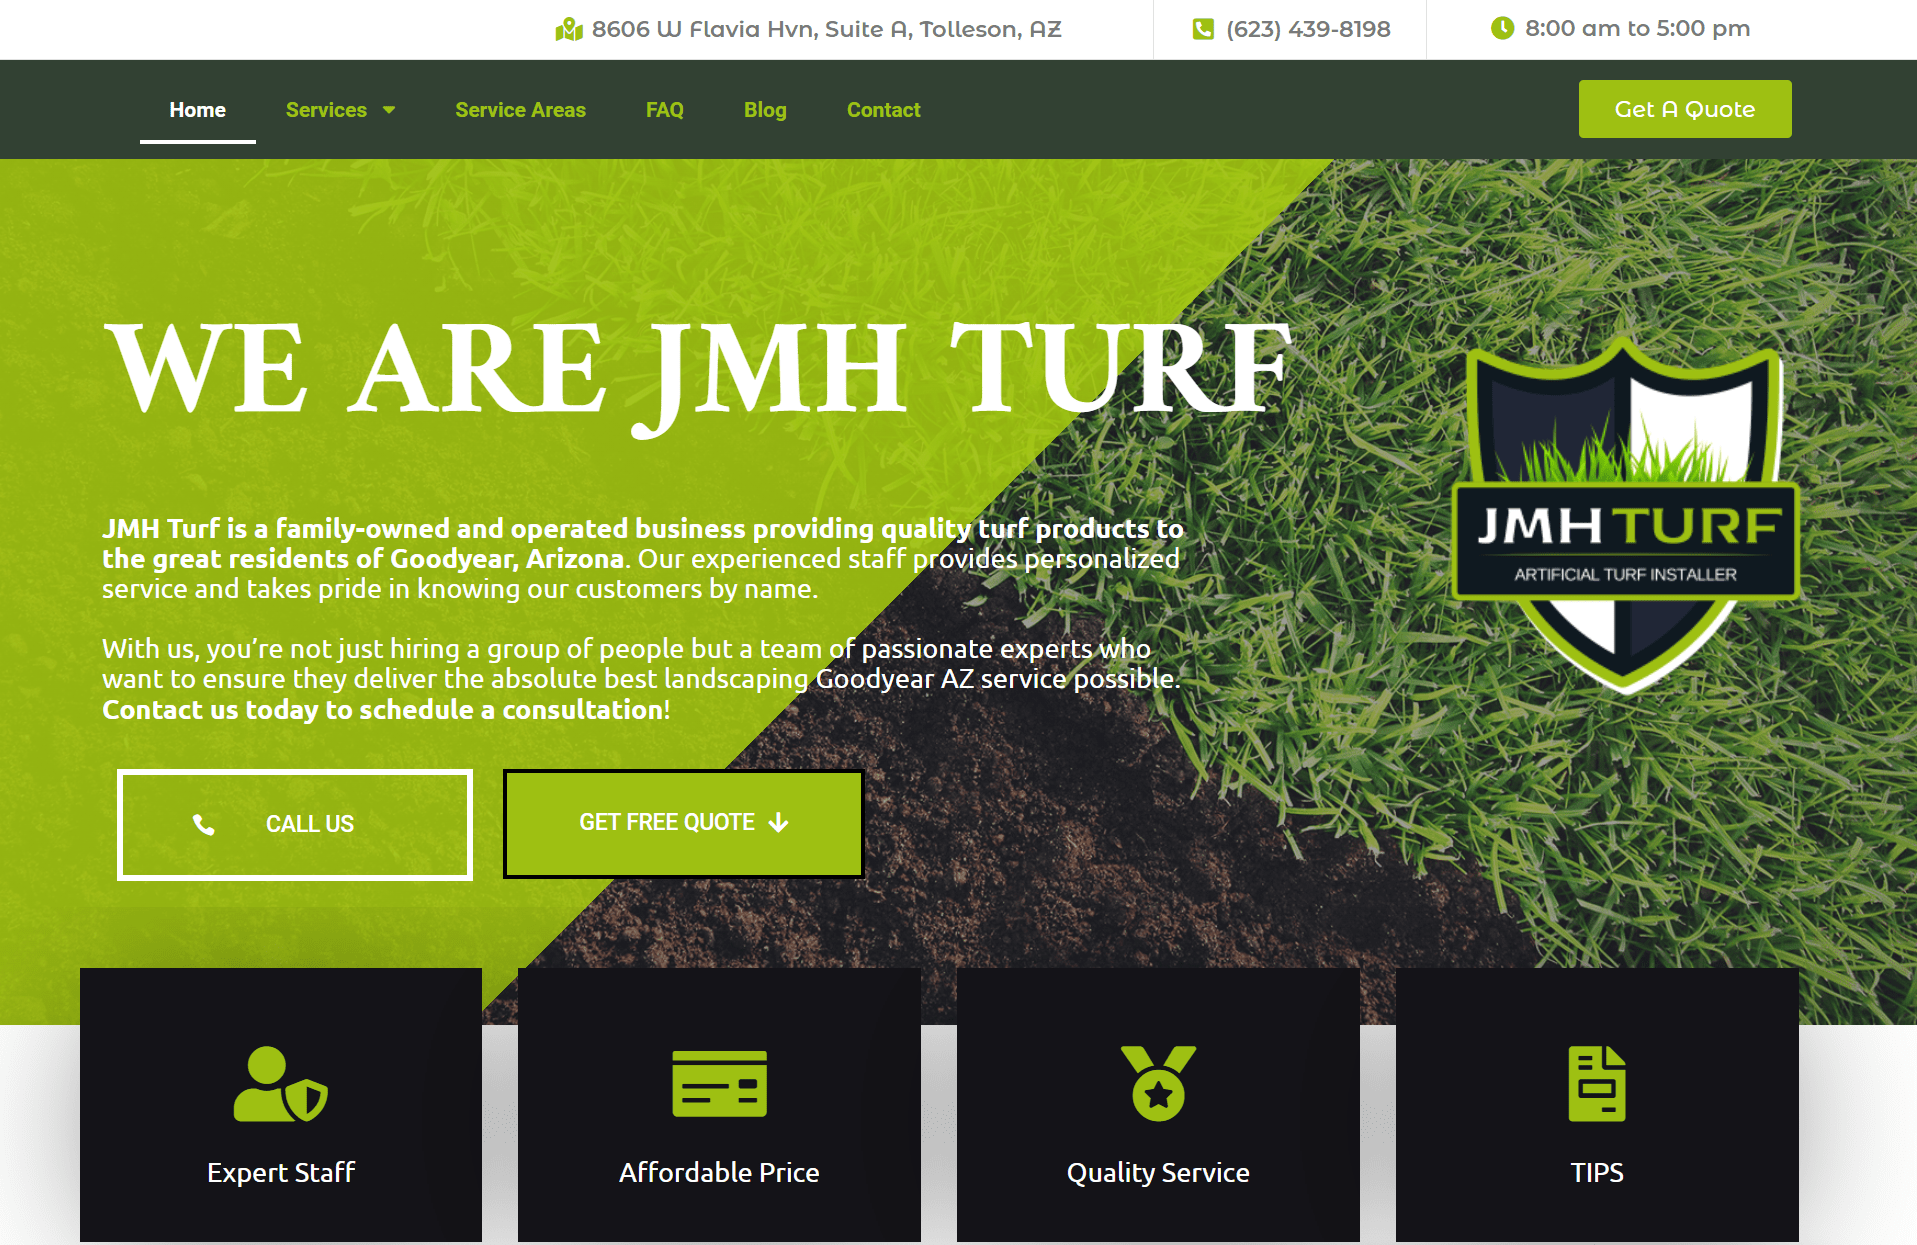 8606 W Flavia Hvn, Suite A, Tolleson, AZ
(623) 439-8198
8:00 am to 5:00 pm
Home
Services
Service Areas
FAQ
Blog
Contact
Get A Quote
WE ARE JMH TURF
JMH Turf is a family-owned and operated business providing quality turf products to
the great residents of Goodyear, Arizona. Our experienced staff provides personalized
service and takes pride in knowing our customers by name.
With us, you’re not just hiring a group of people but a team of passionate experts who
want to ensure they deliver the absolute best landscaping Goodyear AZ service possible.
Contact us today to schedule a consultation!
CALL US
GET FREE QUOTE
JMH TURF
ARTIFICIAL TURF INSTALLER
Expert Staff
Affordable Price
Quality Service
TIPS